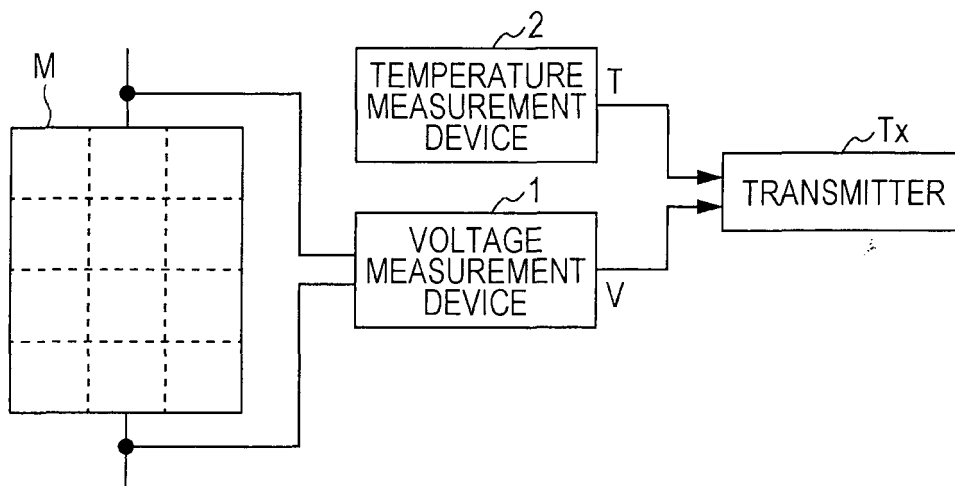 M
2
TEMPERATURE
MEASUREMENT
DEVICE
T
Tx
TRANSMITTER
1
VOLTAGE
MEASUREMENT
DEVICE
V